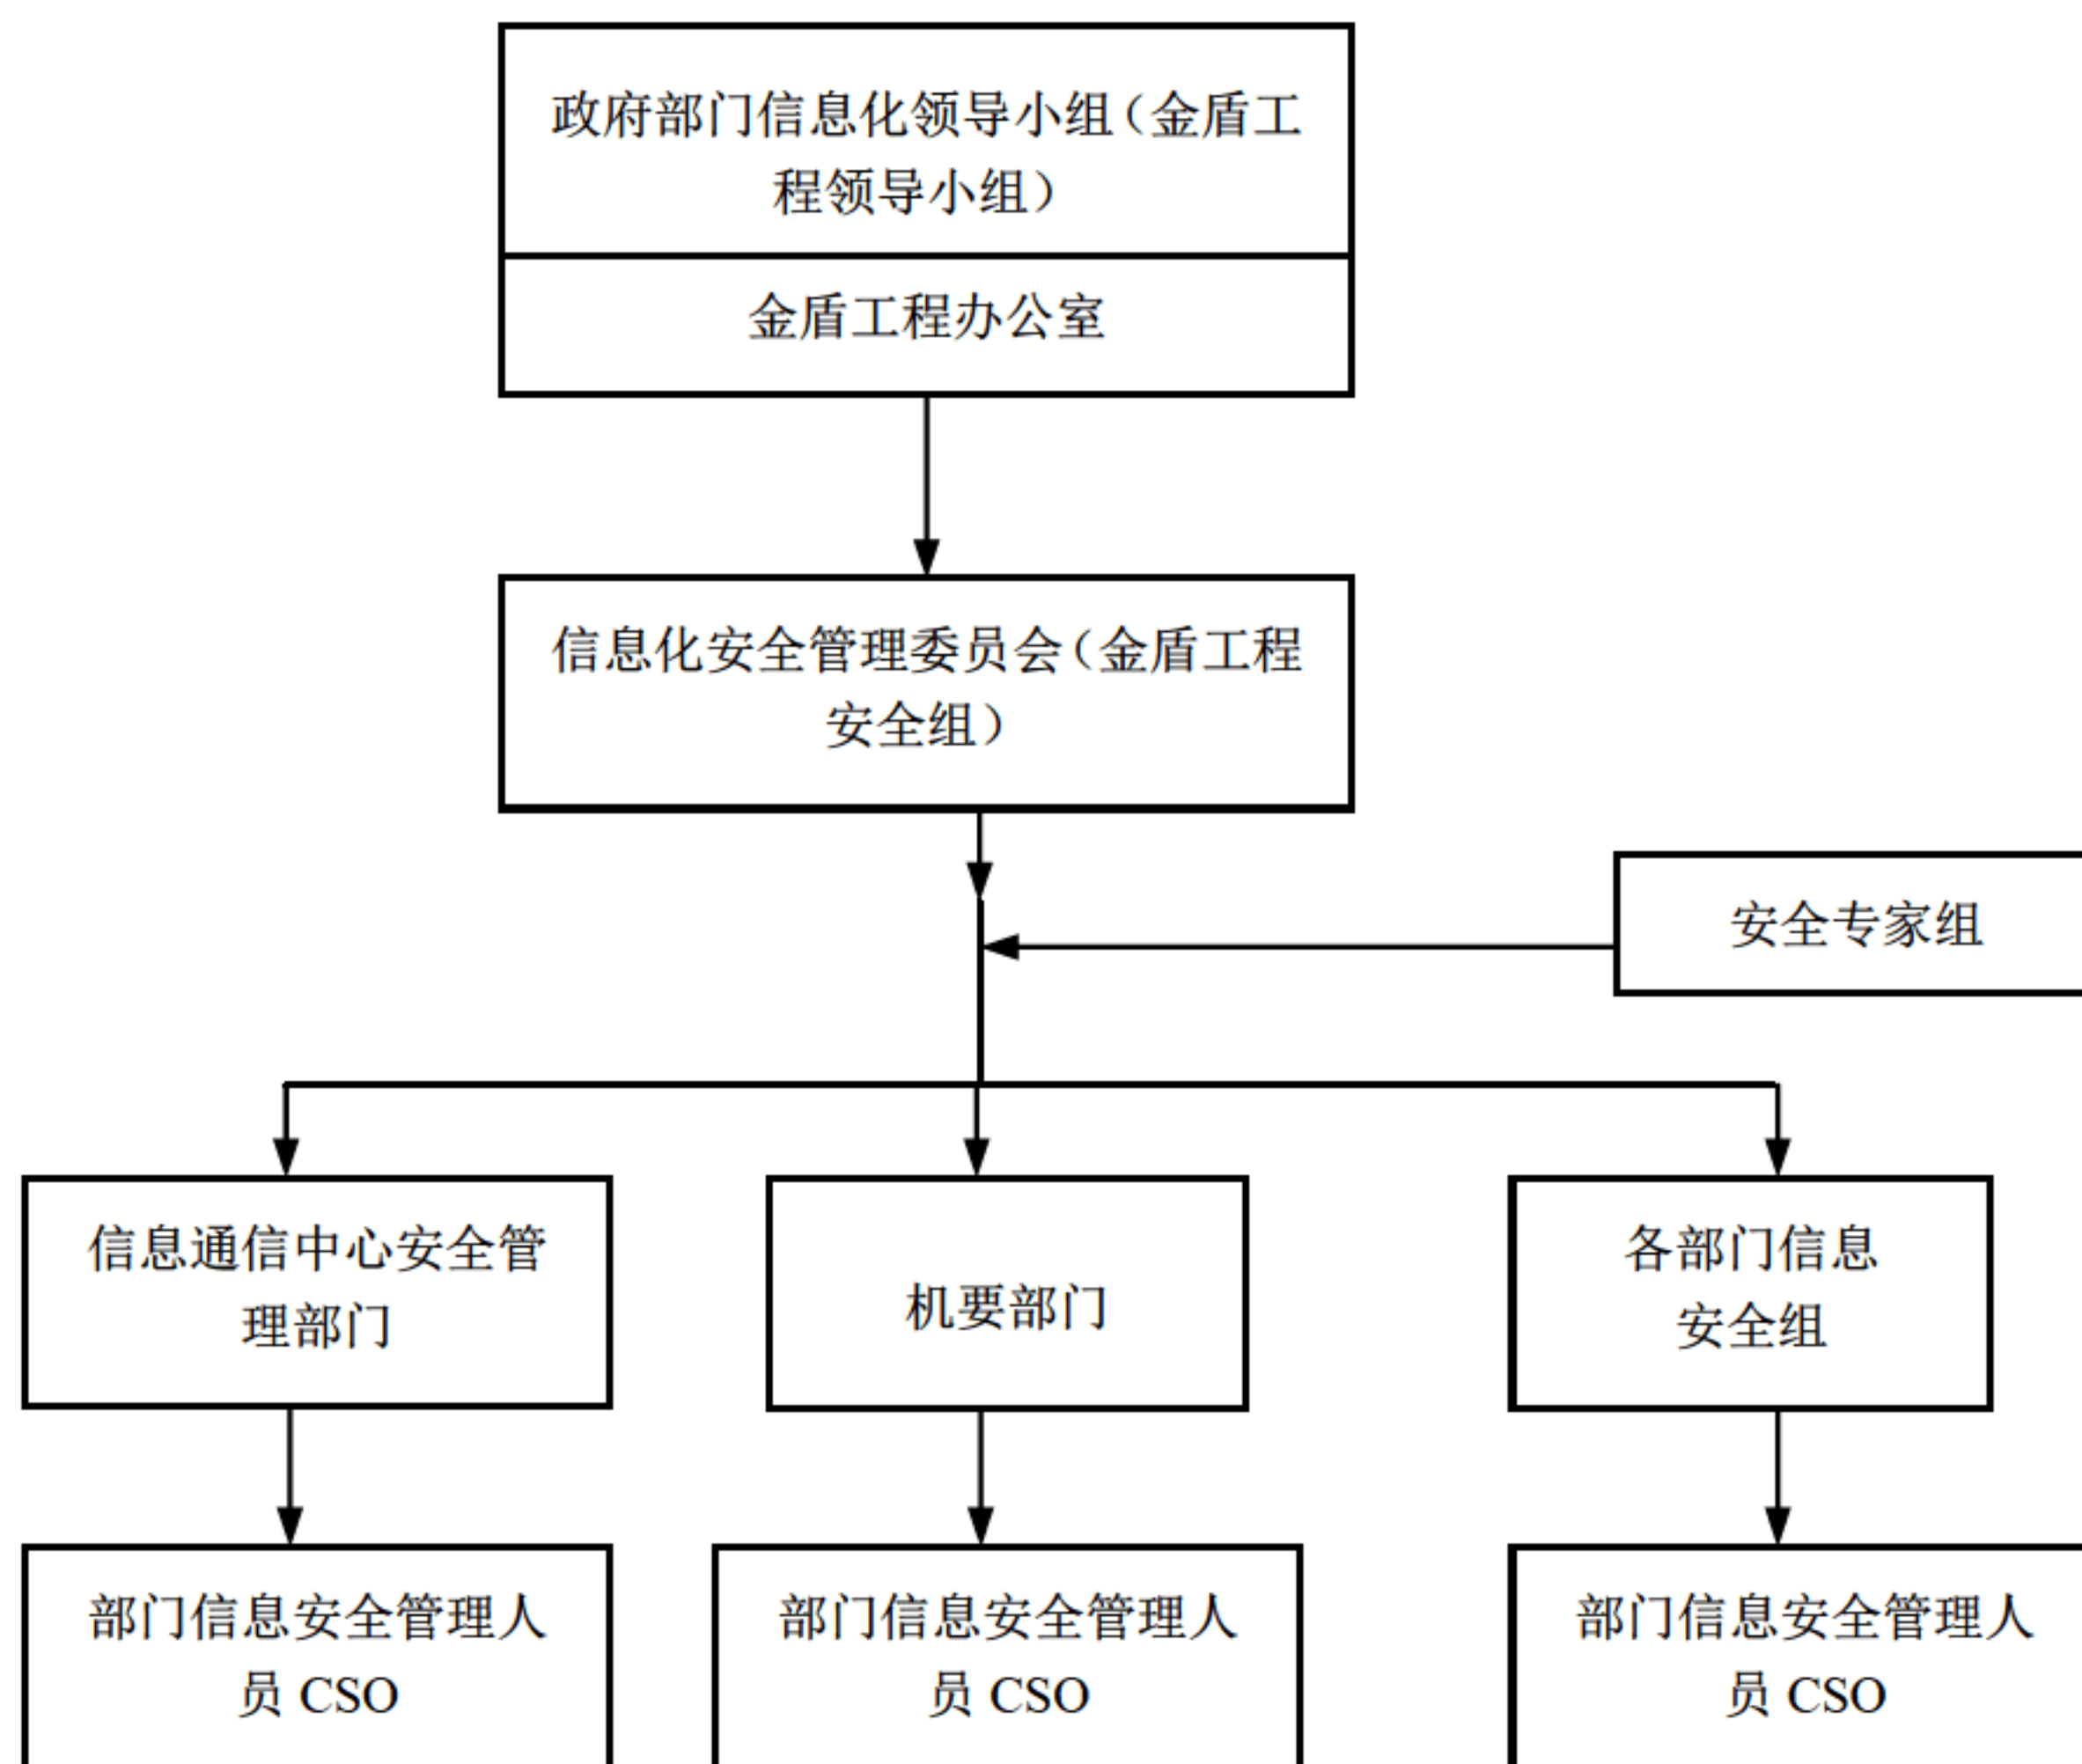 政府部门信息化领导小组（金盾工
程领导小组）
金盾工程办公室
信息化安全管理委员会（金盾工程
安全组）
安全专家组
信息通信中心安全管
理部门
机要部门
各部门信息
安全组
部门信息安全管理人
员 CSO
部门信息安全管理人
员 CSO
部门信息安全管理人
员 CSO